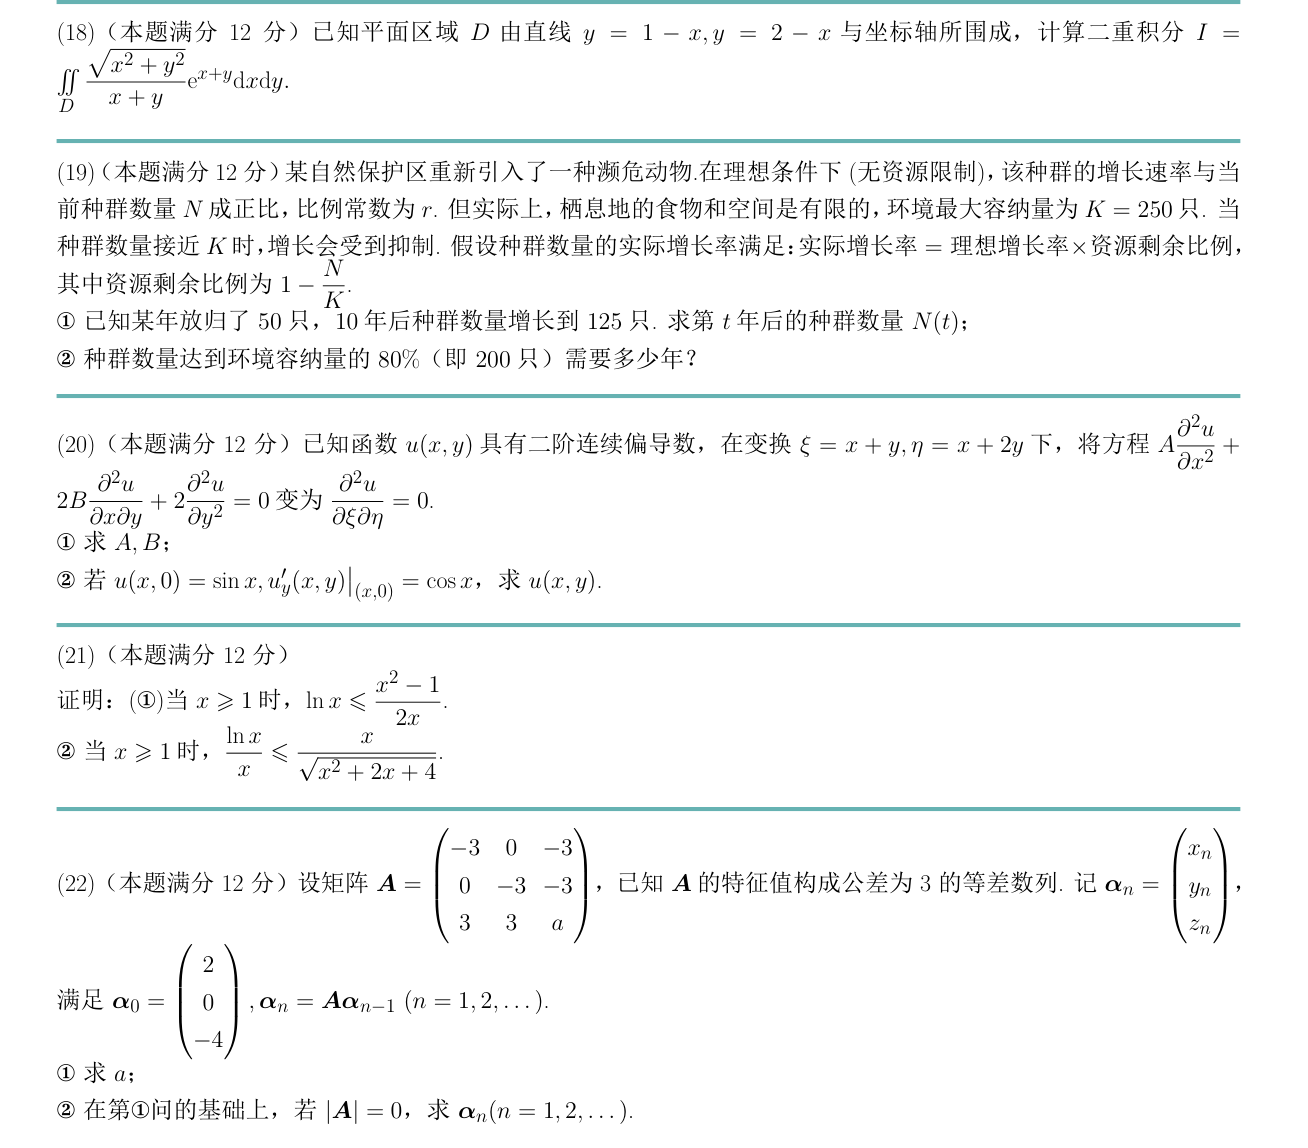 (18)（本题满分 12 分）已知平面区域 D 由直线 y = 1 − x, y = 2 − x 与坐标轴所围成，计算二重积分 I =
∬_D \frac{\sqrt{x^2 + y^2}}{x + y} e^{x+y} dxdy.
(19)（本题满分 12 分）某自然保护区重新引入了一种濒危动物.在理想条件下 (无资源限制)，该种群的增长速率与当
前种群数量 N 成正比，比例常数为 r. 但实际上，栖息地的食物和空间是有限的，环境最大容纳量为 K = 250 只. 当
种群数量接近 K 时，增长会受到抑制. 假设种群数量的实际增长率满足：实际增长率 = 理想增长率×资源剩余比例，
其中资源剩余比例为 1 − \frac{N}{K}.
① 已知某年放归了 50 只，10 年后种群数量增长到 125 只. 求第 t 年后的种群数量 N(t)；
② 种群数量达到环境容纳量的 80%（即 200 只）需要多少年？
(20)（本题满分 12 分）已知函数 u(x, y) 具有二阶连续偏导数，在变换 ξ = x + y, η = x + 2y 下，将方程 A\frac{∂^2u}{∂x^2} +
2B\frac{∂^2u}{∂x∂y} + 2\frac{∂^2u}{∂y^2} = 0 变为 \frac{∂^2u}{∂ξ∂η} = 0.
① 求 A, B；
② 若 u(x, 0) = sin x, u'_y(x, y)|_{(x,0)} = cos x，求 u(x, y).
(21)（本题满分 12 分）
证明：(①)当 x ⩾ 1 时，ln x ⩽ \frac{x^2 − 1}{2x}.
② 当 x ⩾ 1 时，\frac{ln x}{x} ⩽ \frac{x}{\sqrt{x^2 + 2x + 4}}.
(22)（本题满分 12 分）设矩阵 A = \begin{pmatrix} −3 & 0 & −3 \\ 0 & −3 & −3 \\ 3 & 3 & a \end{pmatrix}，已知 A 的特征值构成公差为 3 的等差数列. 记 α_n = \begin{pmatrix} x_n \\ y_n \\ z_n \end{pmatrix}，
满足 α_0 = \begin{pmatrix} 2 \\ 0 \\ −4 \end{pmatrix}, α_n = Aα_{n−1} (n = 1, 2, . . . ).
① 求 a；
② 在第①问的基础上，若 |A| = 0，求 α_n(n = 1, 2, . . . ).